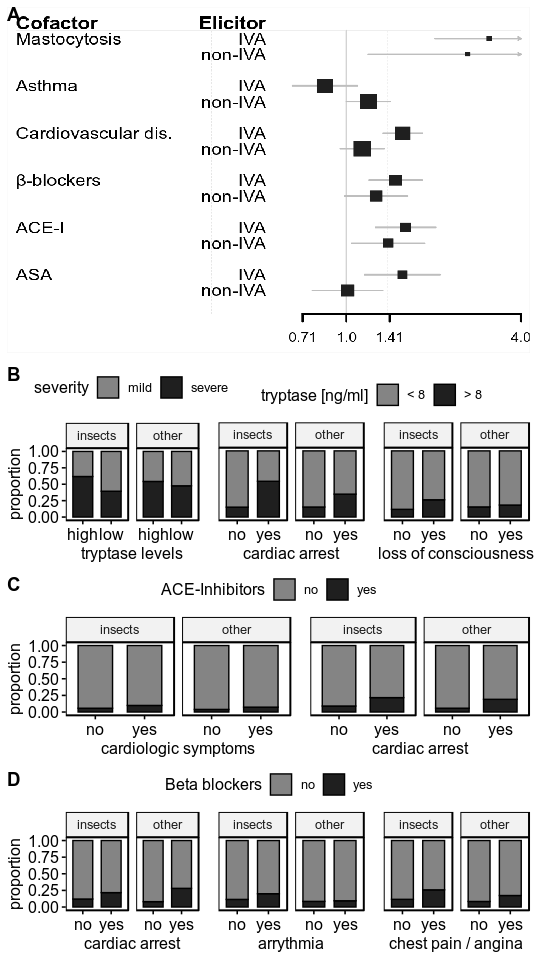 A
Cofactor Elicitor
Mastocytosis IVA
non-IVA
Asthma IVA
non-IVA
Cardiovascular dis. IVA
non-IVA
β-blockers IVA
non-IVA
ACE-I IVA
non-IVA
ASA IVA
non-IVA
0.71 1.0 1.41 4.0
B
severity mild severe tryptase [ng/ml] < 8 > 8
insects other insects other insects other
proportion
1.00
0.75
0.50
0.25
0.00
high low high low no yes no yes no yes no yes
tryptase levels cardiac arrest loss of consciousness
C
ACE-Inhibitors no yes
insects other insects other
proportion
1.00
0.75
0.50
0.25
0.00
no yes no yes no yes no yes
cardiologic symptoms cardiac arrest
D
Beta blockers no yes
insects other insects other insects other
proportion
1.00
0.75
0.50
0.25
0.00
no yes no yes no yes no yes no yes no yes
cardiac arrest arrythmia chest pain / angina